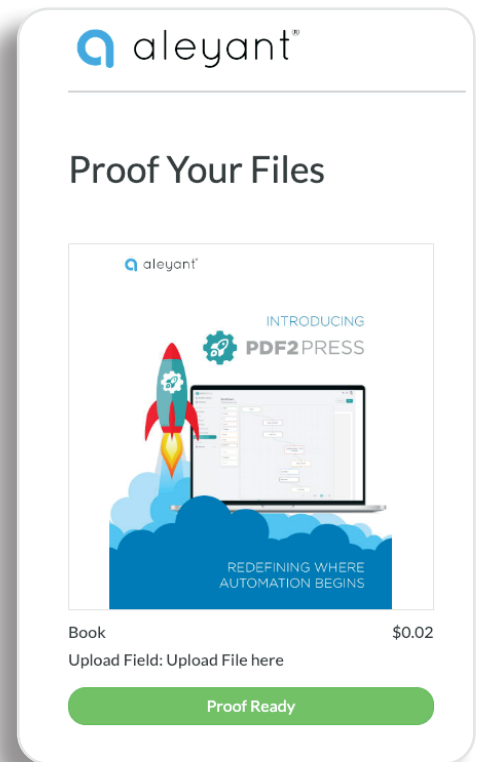 aleyant®
Proof Your Files
aleyant®
INTRODUCING
PDF2PRESS
REDEFINING WHERE
AUTOMATION BEGINS
Book $0.02
Upload Field: Upload File here
Proof Ready